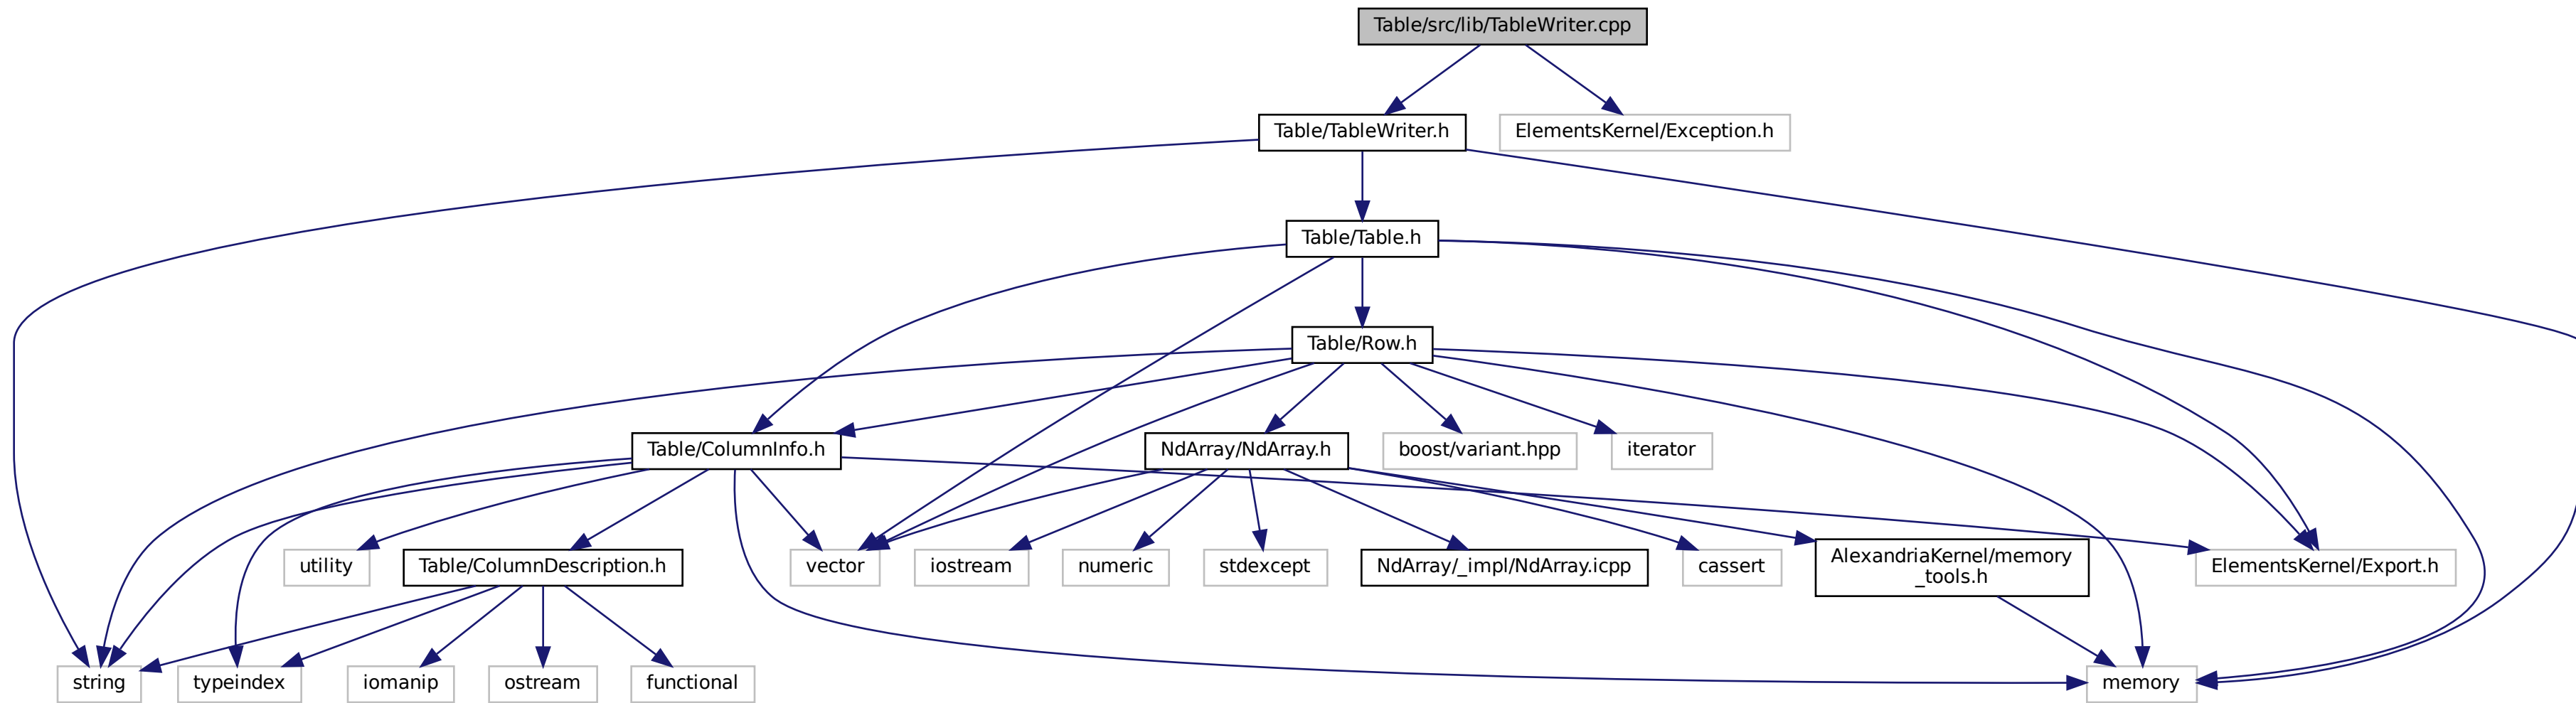 Table/src/lib/TableWriter.cpp
Table/TableWriter.h
ElementsKernel/Exception.h
Table/Table.h
Table/Row.h
Table/ColumnInfo.h
NdArray/NdArray.h
boost/variant.hpp
iterator
utility
Table/ColumnDescription.h
vector
iostream
numeric
stdexcept
NdArray/_impl/NdArray.icpp
cassert
AlexandriaKernel/memory
_tools.h
ElementsKernel/Export.h
string
typeindex
iomanip
ostream
functional
memory